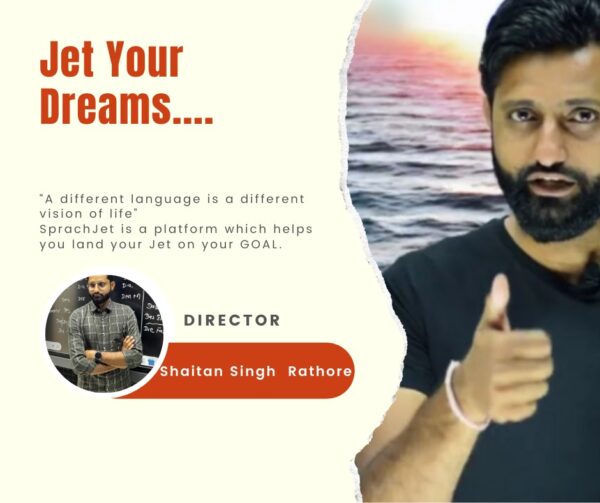 Jet Your
Dreams....
"A different language is a different
vision of life"
SprachJet is a platform which helps
you land your Jet on your GOAL.
DIRECTOR
Shaitan Singh Rathore